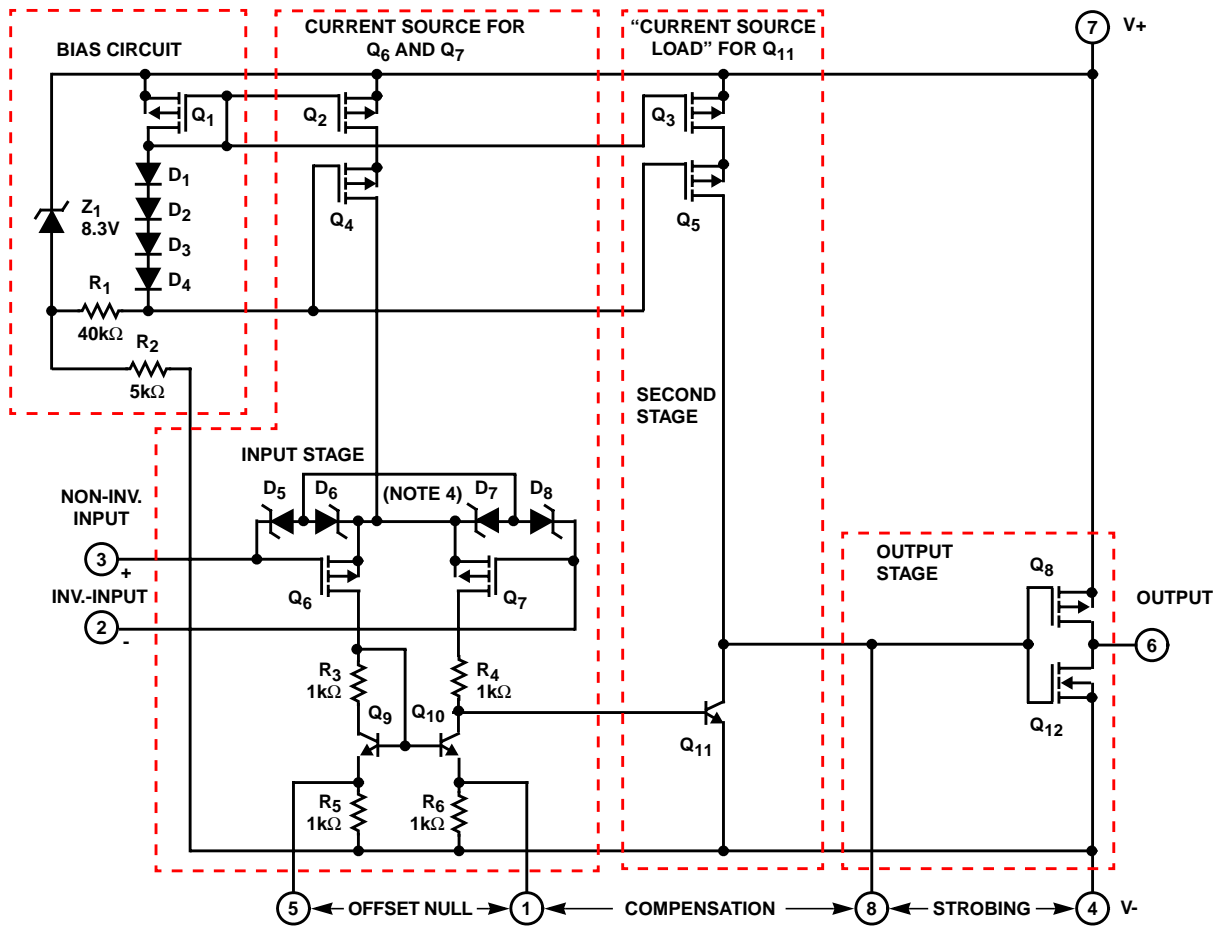 BIAS CIRCUIT
CURRENT SOURCE FOR
Q6 AND Q7
“CURRENT SOURCE
LOAD” FOR Q11
7
V+
Q1
Q2
Q3
D1
D2
D3
D4
Z1
8.3V
Q4
Q5
R1
40kΩ
R2
5kΩ
SECOND
STAGE
INPUT STAGE
D5
D6
(NOTE 4)
D7
D8
NON-INV.
INPUT
3
+
INV.-INPUT
2
-
Q6
Q7
OUTPUT
STAGE
Q8
OUTPUT
6
R3
1kΩ
R4
1kΩ
Q9
Q10
Q11
Q12
R5
1kΩ
R6
1kΩ
5
OFFSET NULL
1
COMPENSATION
8
STROBING
4
V-